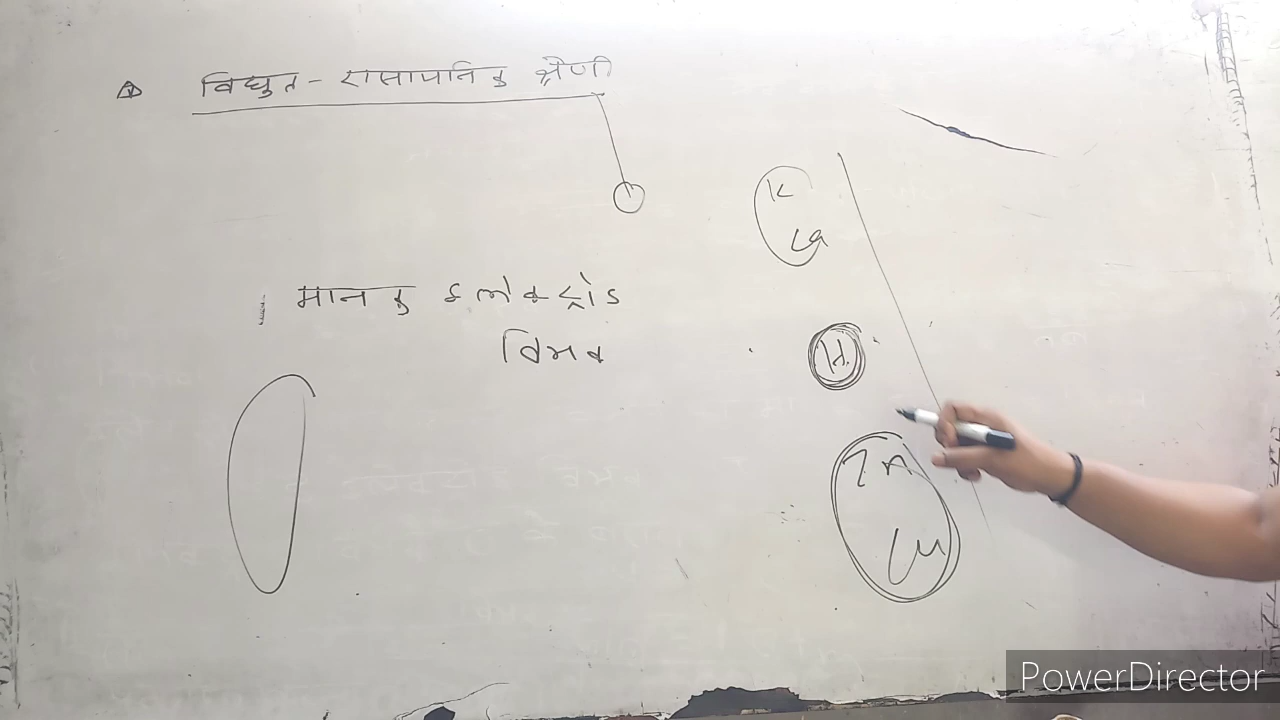 विद्युत - रासायनिक श्रेणी
K
Ca
मानक इलेक्ट्रोड
विभव
H
Zn
Cu
PowerDirector